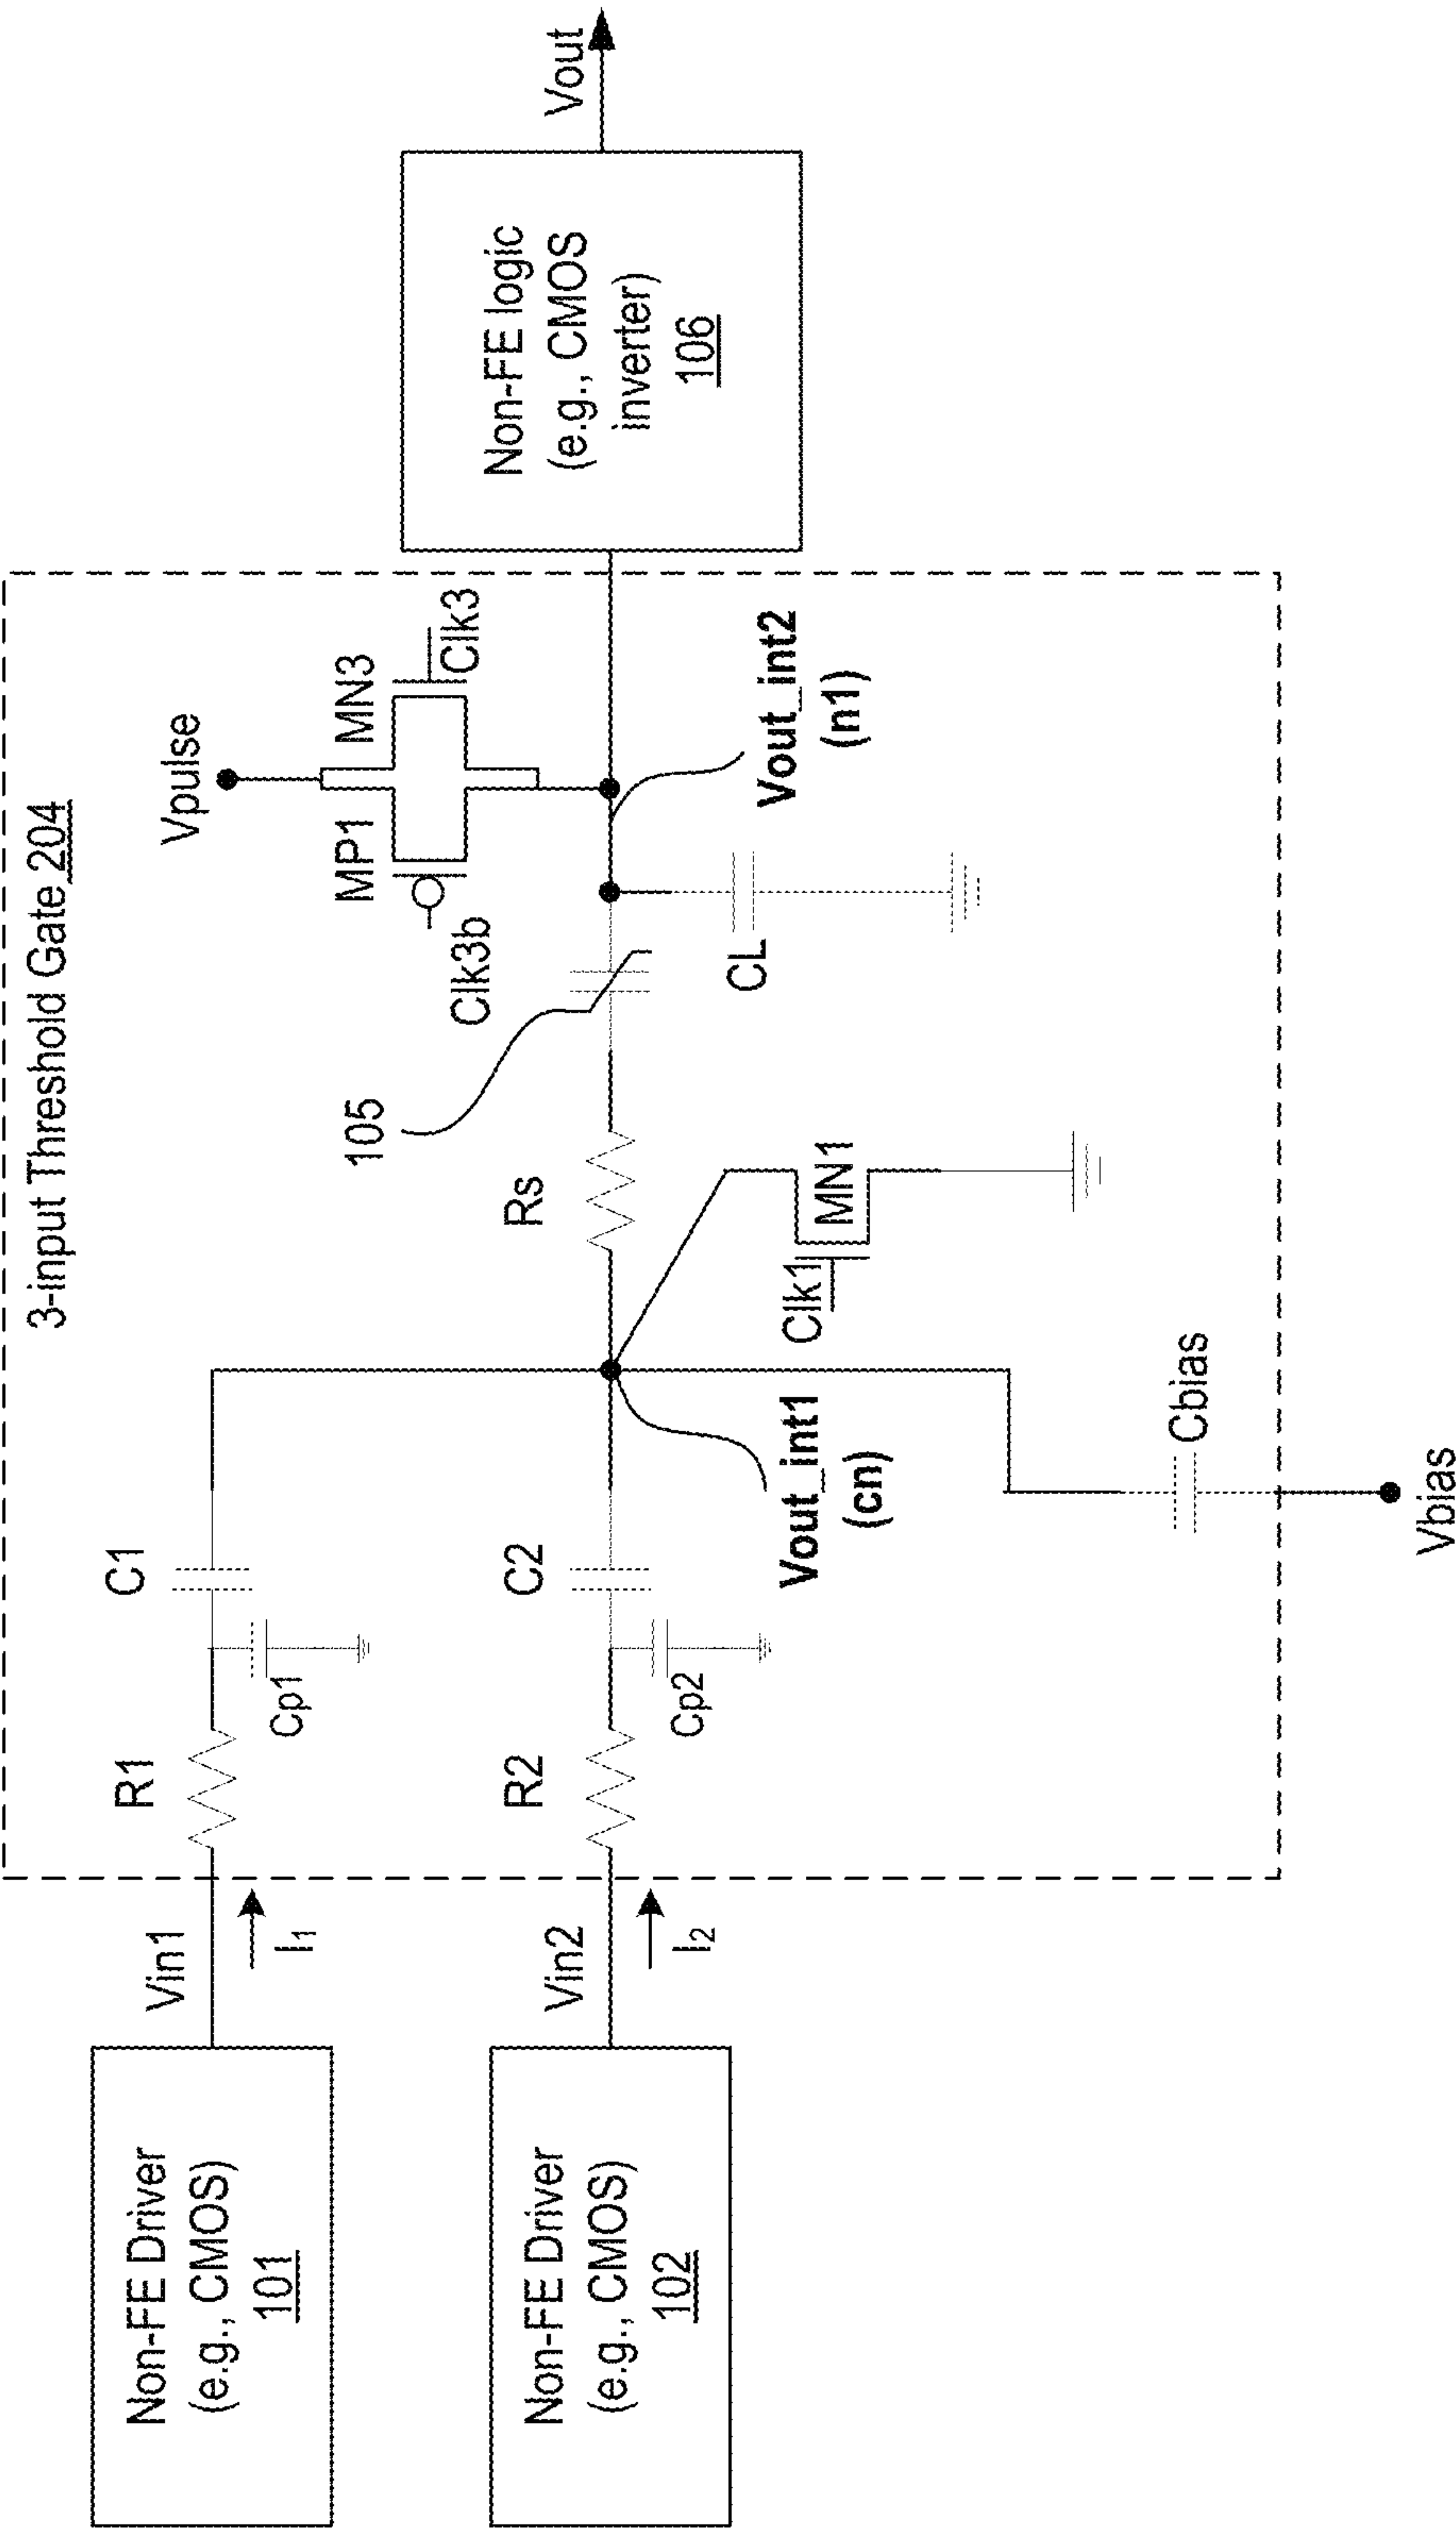 3-input Threshold Gate 204
Non-FE Driver
(e.g., CMOS)
101
Vin1
I1
R1
Cp1
C1
Non-FE Driver
(e.g., CMOS)
102
Vin2
I2
R2
Cp2
C2
Vout_int1
(cn)
Cbias
Vbias
Clk1
MN1
Rs
105
CL
Vpulse
MP1
MN3
Clk3b
Clk3
Vout_int2
(n1)
Non-FE logic
(e.g., CMOS
inverter)
106
Vout